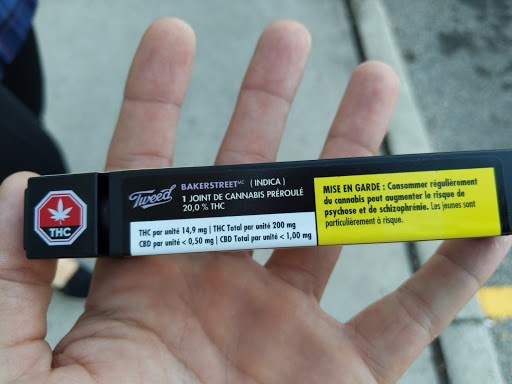 THC
Tweed
BAKERSTREET MC (INDICA)
1 JOINT DE CANNABIS PRÉROULÉ
20,0 % THC
THC par unité 14,9 mg | THC Total par unité 200 mg
CBD par unité < 0,50 mg | CBD Total par unité < 1,00 mg
MISE EN GARDE : Consommer régulièrement
du cannabis peut augmenter le risque de
psychose et de schizophrénie. Les jeunes sont
particulièrement à risque.